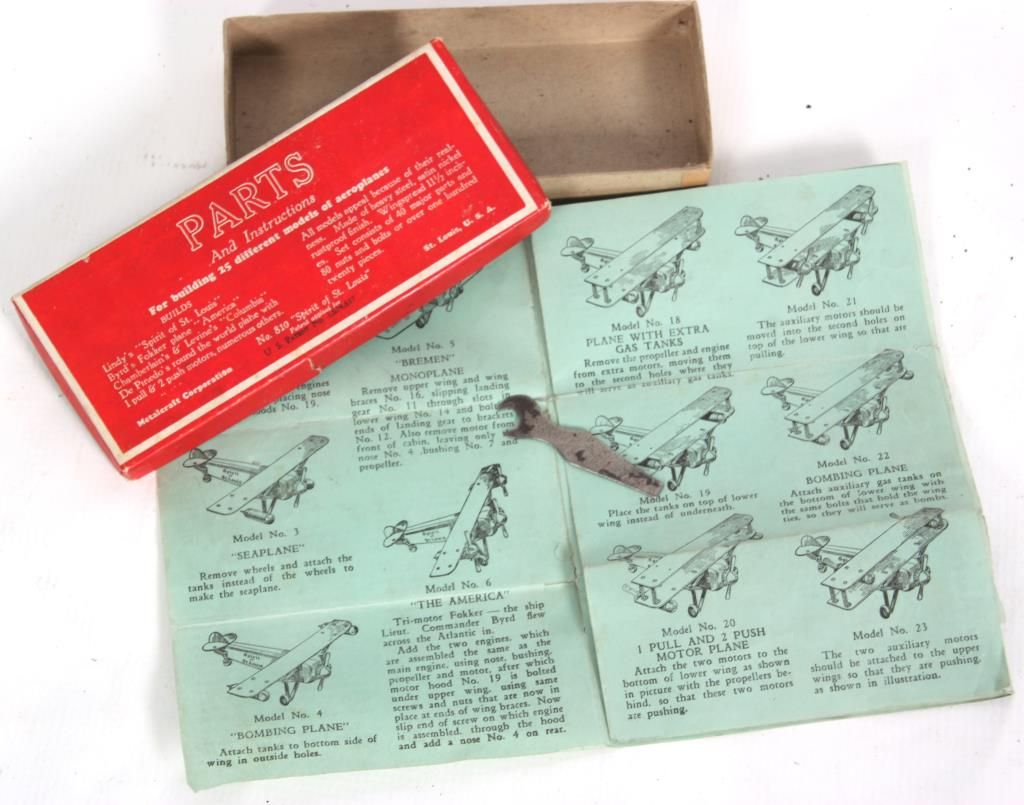 PARTS
And Instructions
For building 25 different models of aeroplanes
BUILDS
Lindy's "Spirit of St. Louis"
Byrd's Fokker plane "America"
Chamberlin's & Levine's "Columbia"
De Pinedo's round the world plane with
1 pull & 2 push motors, numerous others.
Metalcraft Corporation
All models appeal because of their real-
ness. Made of heavy steel, satin nickel
rustproof finish. Wingspread 11½ inch-
es. Set consists of 40 major parts and
80 nuts and bolts or over one hundred
twenty pieces.
No. 810 "Spirit of St. Louis"
St. Louis, U. S. A.
engines
placing nose
No. 19.
Model No. 3
"SEAPLANE"
Remove wheels and attach the
tanks instead of the wheels to
make the seaplane.
Model No. 4
"BOMBING PLANE"
Attach tanks to bottom side of
wing in outside holes.
Model No. 5
"BREMEN"
MONOPLANE
Remove upper wing and wing
braces No. 16, slipping landing
gear No. 11 through slots in
lower wing No. 14 and bolt
ends of landing gear to brackets
No. 12. Also remove motor from
front of cabin, leaving only
nose No. 4 ,bushing No. 7 and
propeller.
Model No. 6
"THE AMERICA"
Tri-motor Fokker — the ship
Lieut. Commander Byrd flew
across the Atlantic in.
Add the two engines, which
are assembled the same as the
main engine, using nose, bushing,
propeller and motor, after which
motor hood No. 19 is bolted
under upper wing, using same
screws and nuts that are now in
place at ends of wing braces. Now
slip end of screw on which engine
is assembled, through the hood
and add a nose No. 4 on rear.
Model No. 18
PLANE WITH EXTRA
GAS TANKS
Remove the propeller and engine
from extra motors, moving them
to the second holes where they
will serve as auxiliary gas tanks.
Model No. 19
Place the tanks on top of lower
wing instead of underneath.
Model No. 20
1 PULL AND 2 PUSH
MOTOR PLANE
Attach the two motors to the
bottom of lower wing as shown
in picture with the propellers be-
hind, so that these two motors
are pushing.
Model No. 21
The auxiliary motors should be
moved into the second holes on
top of the lower wing so that are
pulling.
Model No. 22
BOMBING PLANE
Attach auxiliary gas tanks on
the bottom of lower wing with
the same bolts that hold the wing
ties, so they will serve as bombs.
Model No. 23
The two auxiliary motors
should be attached to the upper
wings so that they are pushing,
as shown in illustration.